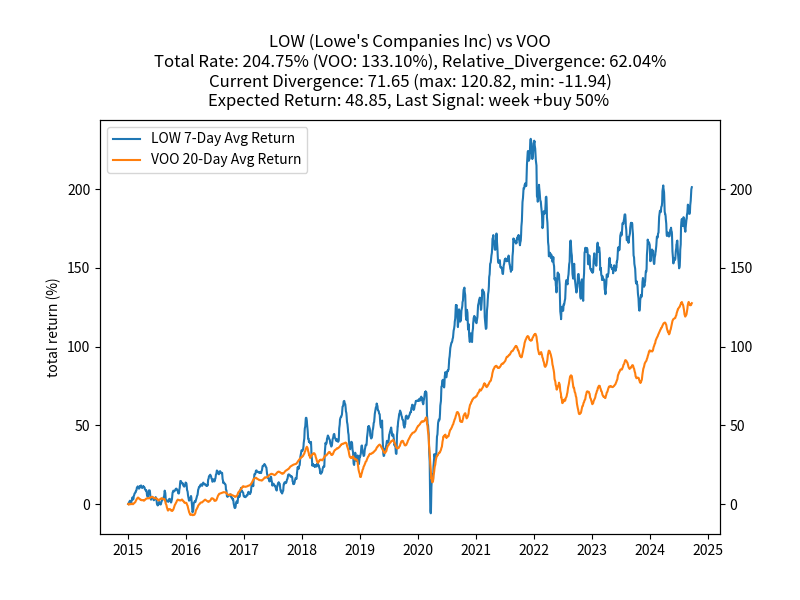 LOW (Lowe's Companies Inc) vs VOO
Total Rate: 204.75% (VOO: 133.10%), Relative_Divergence: 62.04%
Current Divergence: 71.65 (max: 120.82, min: -11.94)
Expected Return: 48.85, Last Signal: week +buy 50%
LOW 7-Day Avg Return
VOO 20-Day Avg Return
total return (%)
200
150
100
50
0
200
150
100
50
0
2015 2016 2017 2018 2019 2020 2021 2022 2023 2024 2025